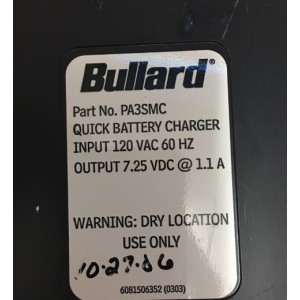 Bullard®
Part No. PA3SMC
QUICK BATTERY CHARGER
INPUT 120 VAC 60 HZ
OUTPUT 7.25 VDC @ 1.1 A
WARNING: DRY LOCATION
USE ONLY
10-27-06
6081506352 (0303)